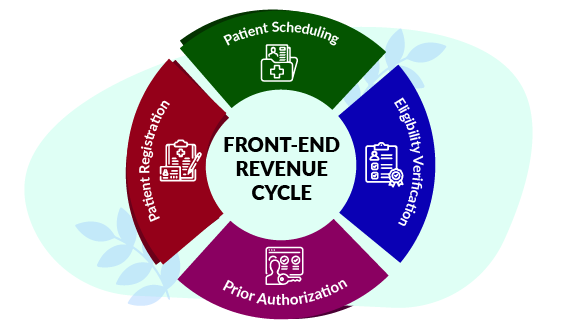 Patient Scheduling
Eligibility Verification
Prior Authorization
Patient Registration
FRONT-END
REVENUE
CYCLE